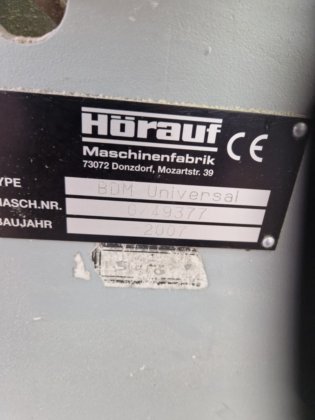 Hörauf
Maschinenfabrik CE
73072 Donzdorf, Mozartstr. 39
TYPE BDM Universal
MASCH.NR.
BAUJAHR 2007